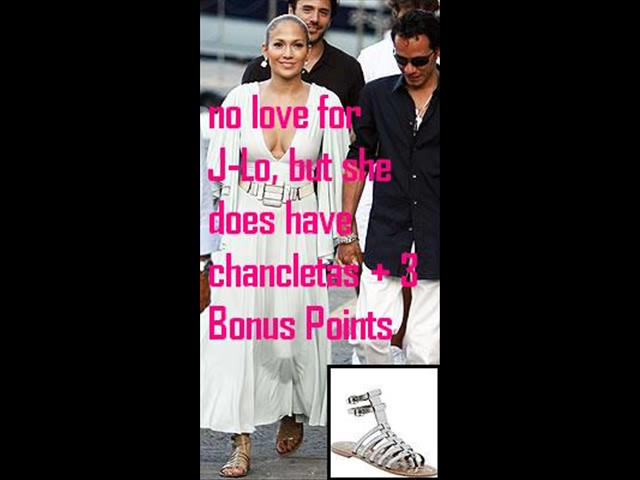 no love for
J-Lo, but she
does have
chancletas + 3
Bonus Points